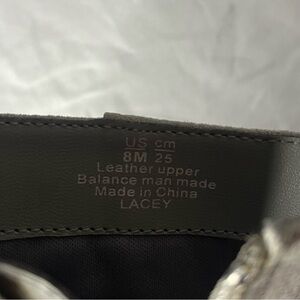 US cm
8M 25
Leather upper
Balance man made
Made in China
LACEY